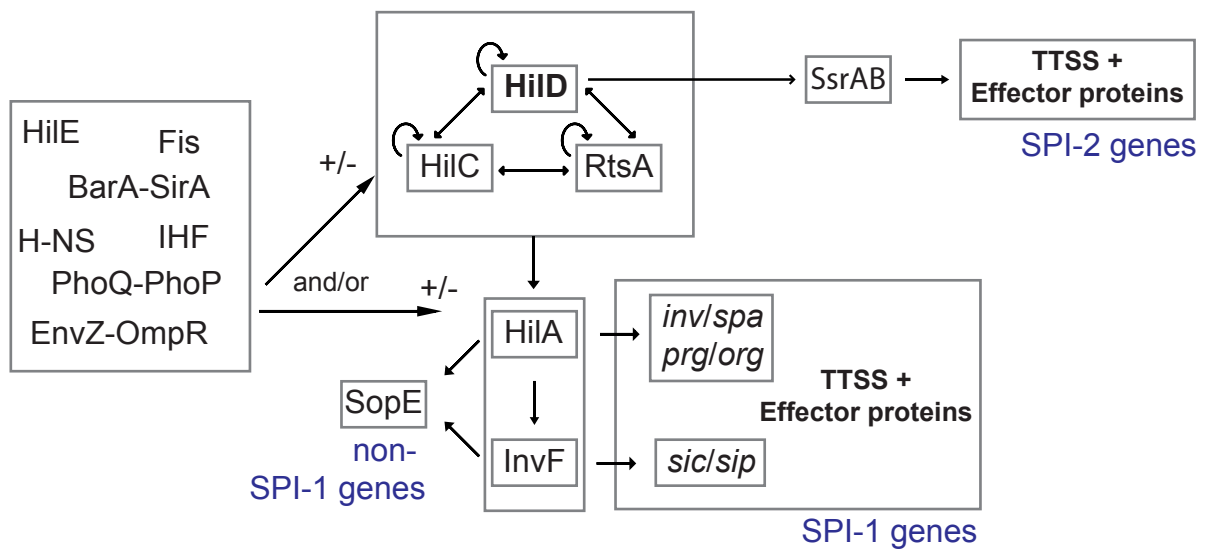 HilE
Fis
BarA-SirA
H-NS
IHF
PhoQ-PhoP
EnvZ-OmpR
+/-
and/or
+/-
HilD
HilC
RtsA
SsrAB
TTSS +
Effector proteins
SPI-2 genes
HilA
InvF
SopE
non-
SPI-1 genes
inv/spa
prg/org
sic/sip
TTSS +
Effector proteins
SPI-1 genes